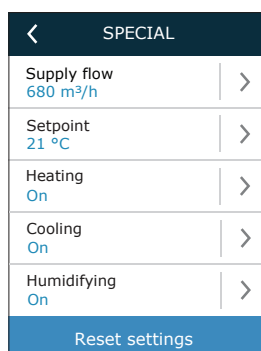 SPECIAL
Supply flow
680 m³/h
Setpoint
21 °C
Heating
On
Cooling
On
Humidifying
On
Reset settings